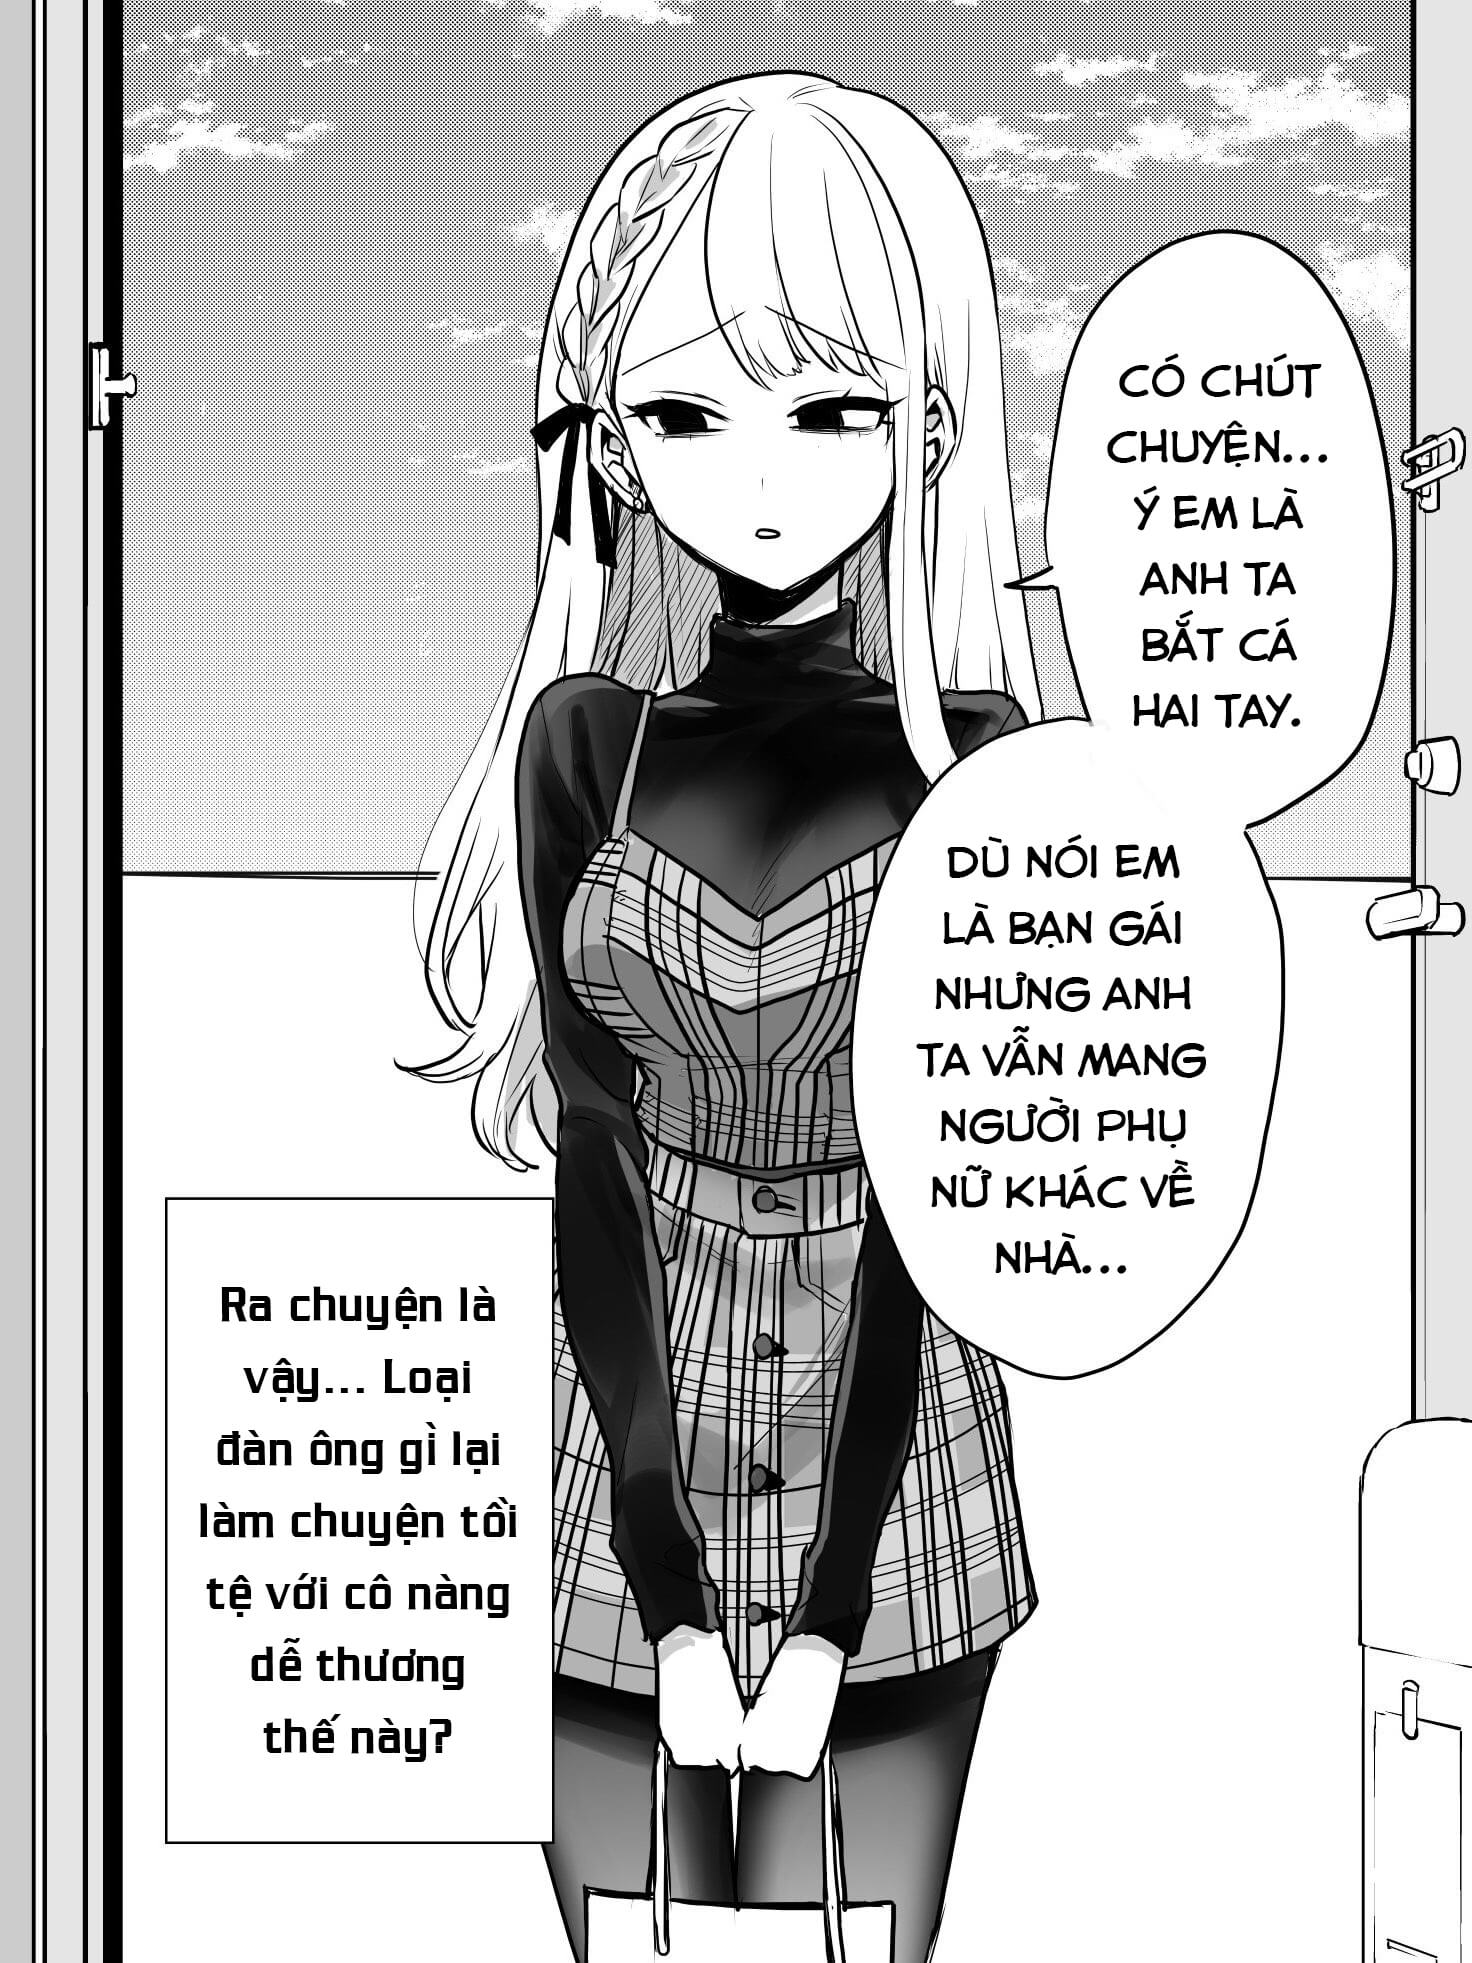 CÓ CHÚT
CHUYỆN...
Ý EM LÀ
ANH TA
BẮT CÁ
HAI TAY.
DÙ NÓI EM
LÀ BẠN GÁI
NHƯNG ANH
TA VẪN MANG
NGƯỜI PHỤ
NỮ KHÁC VỀ
NHÀ...
Ra chuyện là
vậy... Loại
đàn ông gì lại
làm chuyện tồi
tệ với cô nàng
dễ thương
thế này?